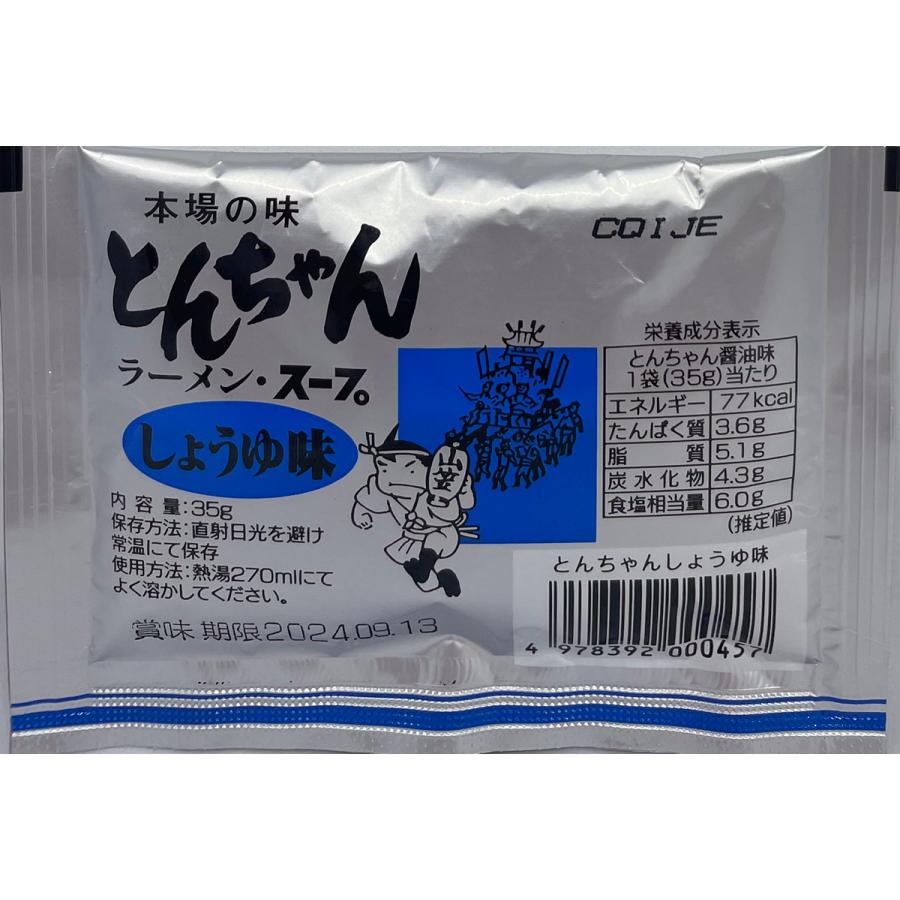 本場の味
とんちゃん
ラーメン・スープ。
しょうゆ味
内容量:35g
保存方法:直射日光を避け
常温にて保存
使用方法:熱湯270mlにて
よく溶かしてください。
賞味期限2024.09.13
山笠
CQIJE
栄養成分表示
とんちゃん醤油味
1袋(35g)当たり
エネルギー 77kcal
たんぱく質 3.6g
脂質 5.1g
炭水化物 4.3g
食塩相当量 6.0g
(推定値)
とんちゃんしょうゆ味
4 978392 000457